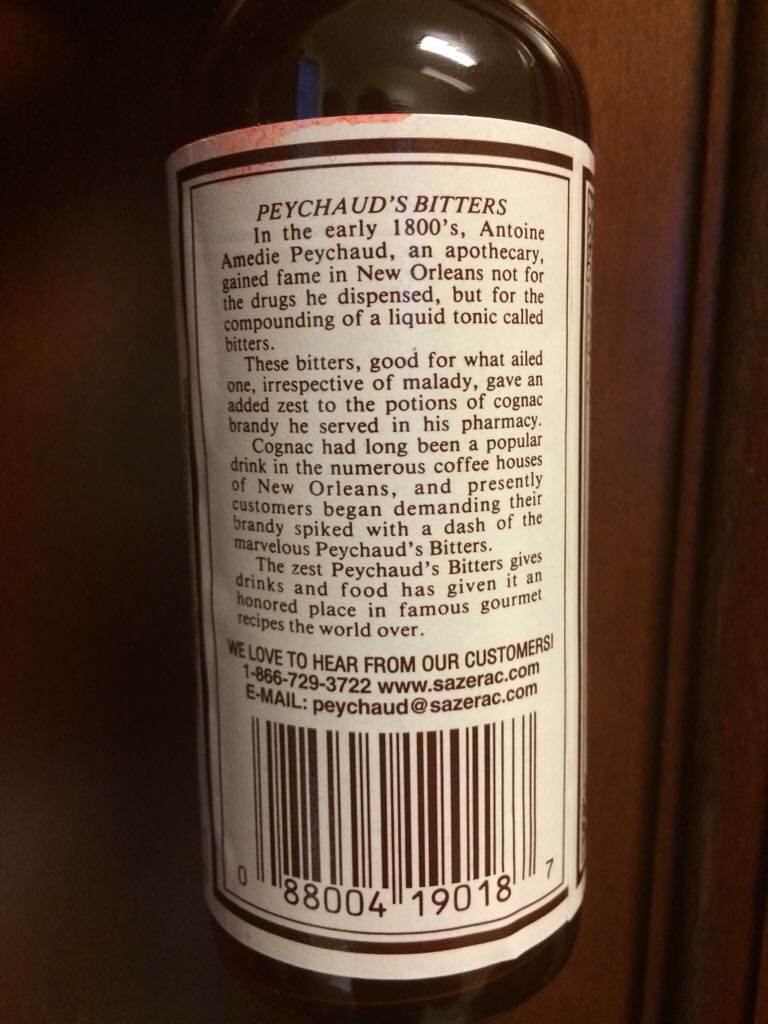 PEYCHAUD'S BITTERS
In the early 1800's, Antoine
Amedie Peychaud, an apothecary,
gained fame in New Orleans not for
the drugs he dispensed, but for the
compounding of a liquid tonic called
bitters.
These bitters, good for what ailed
one, irrespective of malady, gave an
added zest to the potions of cognac
brandy he served in his pharmacy.
Cognac had long been a popular
drink in the numerous coffee houses
of New Orleans, and presently
customers began demanding their
brandy spiked with a dash of the
marvelous Peychaud's Bitters.
The zest Peychaud's Bitters gives
drinks and food has given it an
honored place in famous gourmet
recipes the world over.
WE LOVE TO HEAR FROM OUR CUSTOMERS!
1-866-729-3722 www.sazerac.com
E-MAIL: peychaud@sazerac.com
0 88004 19018 7